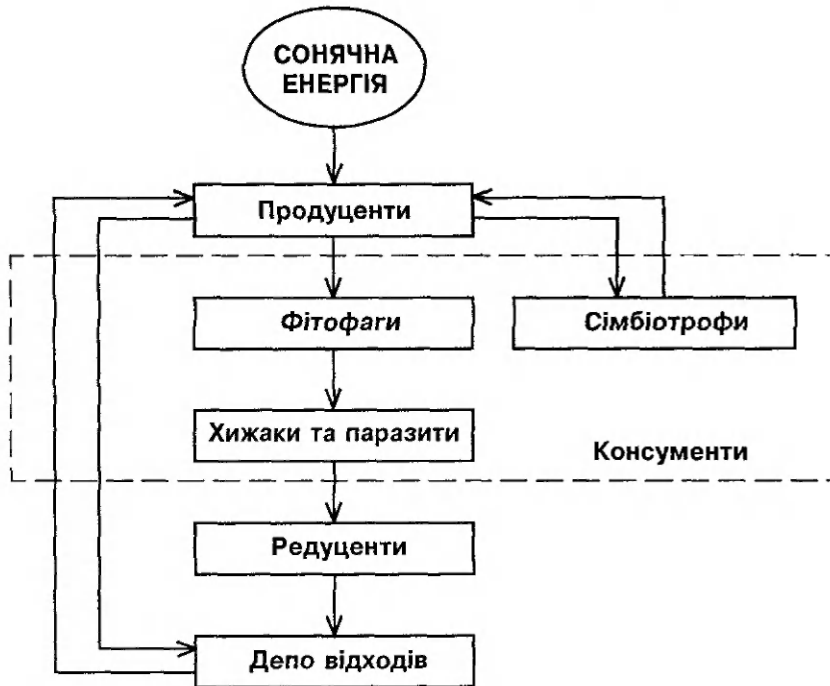 СОНЯЧНА
ЕНЕРГІЯ
Продуценти
Фітофаги
Сімбіотрофи
Хижаки та паразити
Консументи
Редуценти
Депо відходів